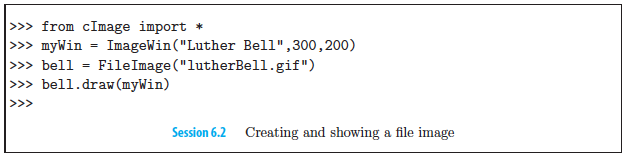 >>> from cImage import *
>>> myWin = ImageWin("Luther Bell",300,200)
>>> bell = FileImage("lutherBell.gif")
>>> bell.draw(myWin)
>>>
Session 6.2 Creating and showing a file image